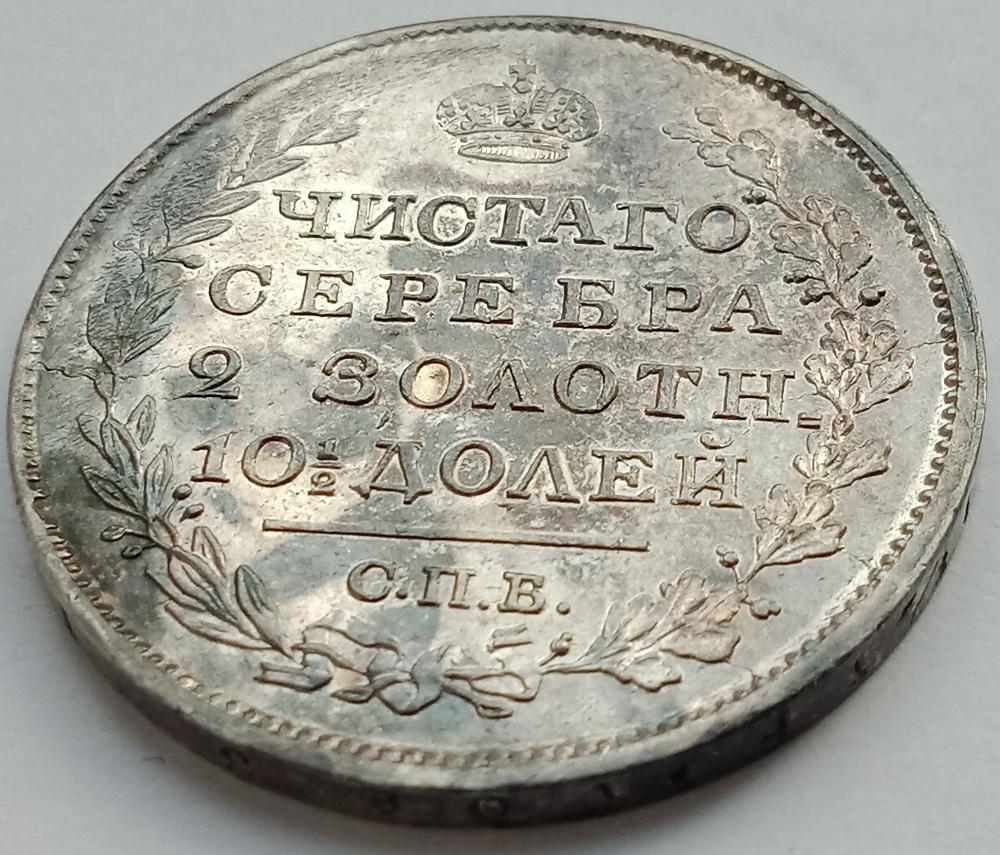 ЧИСТАГО
СЕРЕБРА
2 ЗОЛОТН.
10½ ДОЛЕЙ
С.П.Б.